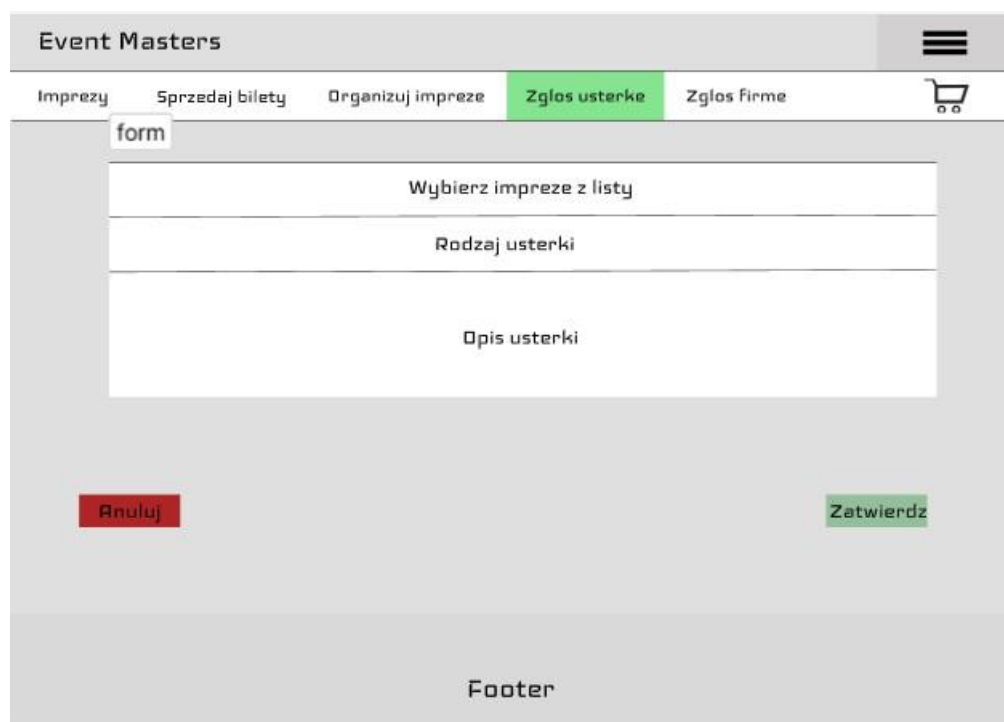 Event Masters
Imprezy Sprzedaj bilety Organizuj impreze Zglos usterke Zglos firme
form
Wybierz impreze z listy
Rodzaj usterki
Opis usterki
Anuluj Zatwierdz
Footer